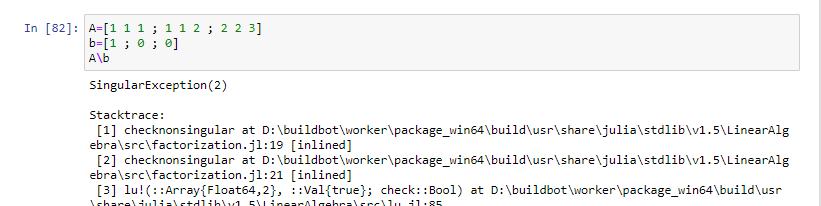 In [82]: A=[1 1 1 ; 1 1 2 ; 2 2 3]
b=[1 ; 0 ; 0]
A\b
SingularException(2)
Stacktrace:
[1] checknonsingular at D:\buildbot\worker\package_win64\build\usr\share\julia\stdlib\v1.5\LinearAlg
ebra\src\factorization.jl:19 [inlined]
[2] checknonsingular at D:\buildbot\worker\package_win64\build\usr\share\julia\stdlib\v1.5\LinearAlg
ebra\src\factorization.jl:21 [inlined]
[3] lu!(::Array{Float64,2}, ::Val{true}; check::Bool) at D:\buildbot\worker\package_win64\build\usr
\share\julia\stdlib\v1.5\LinearAlgebra\src\lu.jl:85